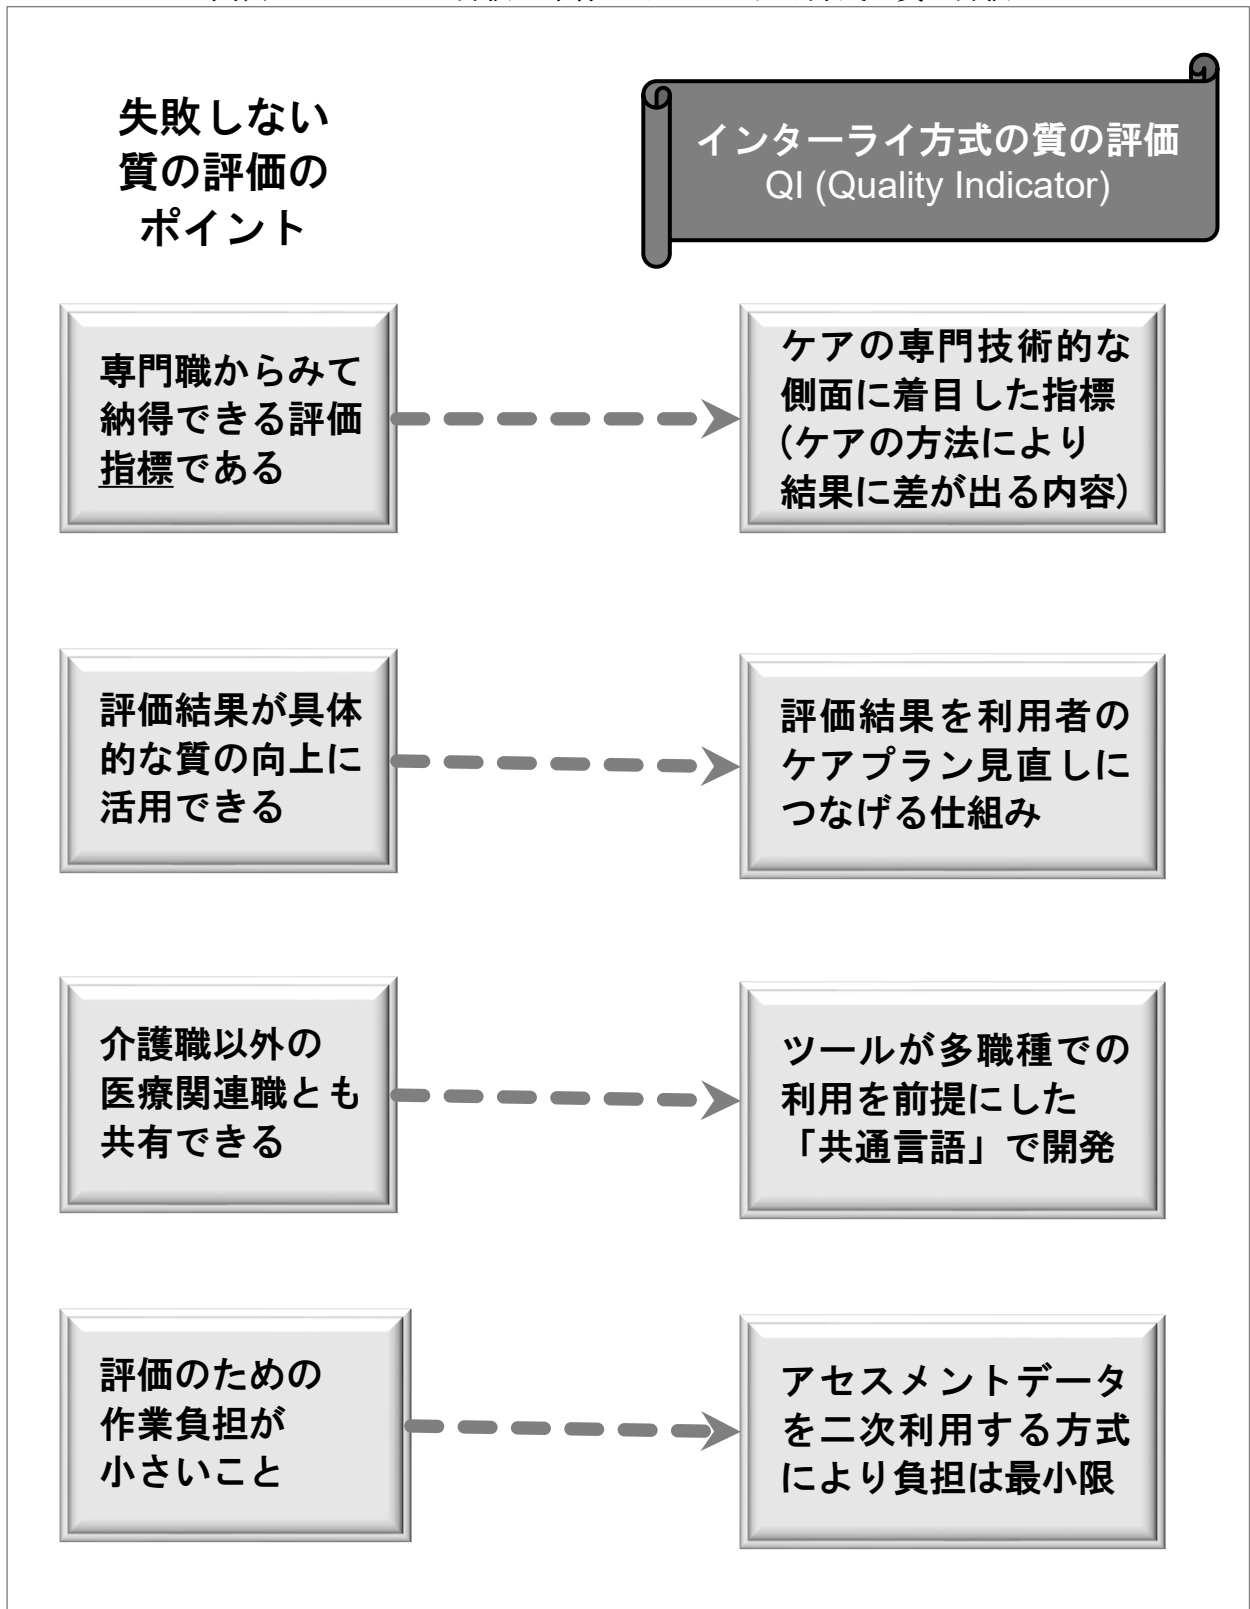 失敗しない
質の評価の
ポイント
インターライ方式の質の評価
QI (Quality Indicator)
専門職からみて
納得できる評価
指標である
ケアの専門技術的な
側面に着目した指標
(ケアの方法により
結果に差が出る内容)
評価結果が具体
的な質の向上に
活用できる
評価結果を利用者の
ケアプラン見直しに
つなげる仕組み
介護職以外の
医療関連職とも
共有できる
ツールが多職種での
利用を前提にした
「共通言語」で開発
評価のための
作業負担が
小さいこと
アセスメントデータ
を二次利用する方式
により負担は最小限